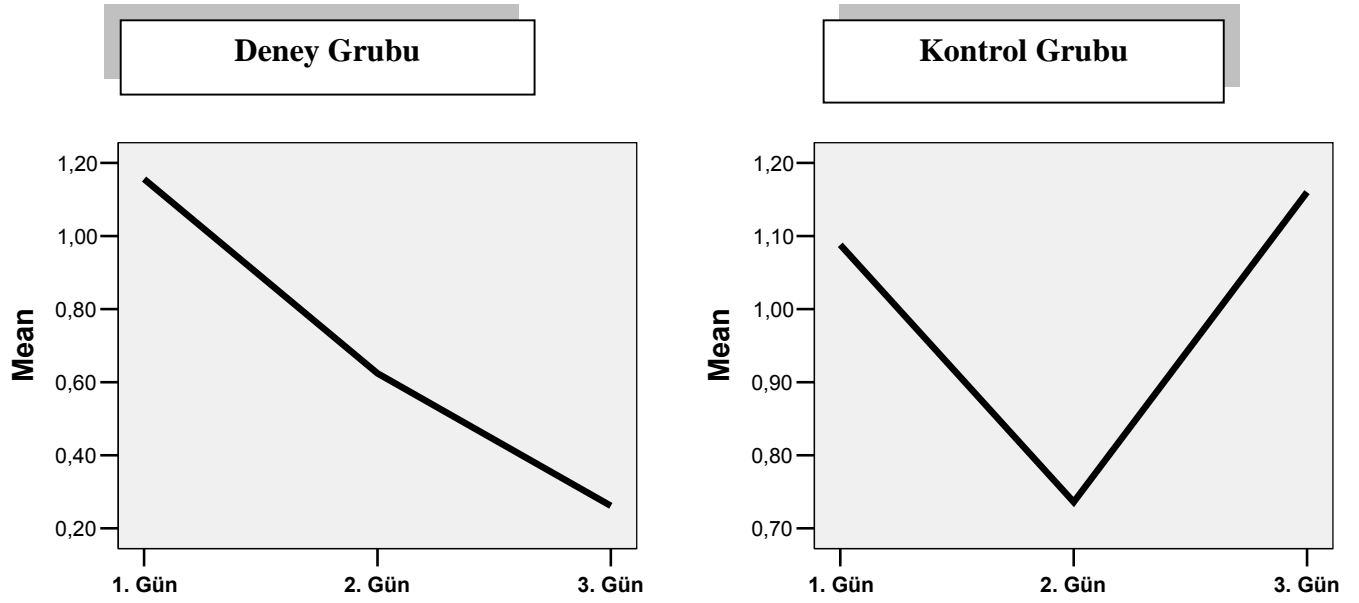 Deney Grubu
Kontrol Grubu
1,20
1,00
0,80
0,60
0,40
0,20
Mean
1. Gün 2. Gün 3. Gün
1,20
1,10
1,00
0,90
0,80
0,70
Mean
1. Gün 2. Gün 3. Gün